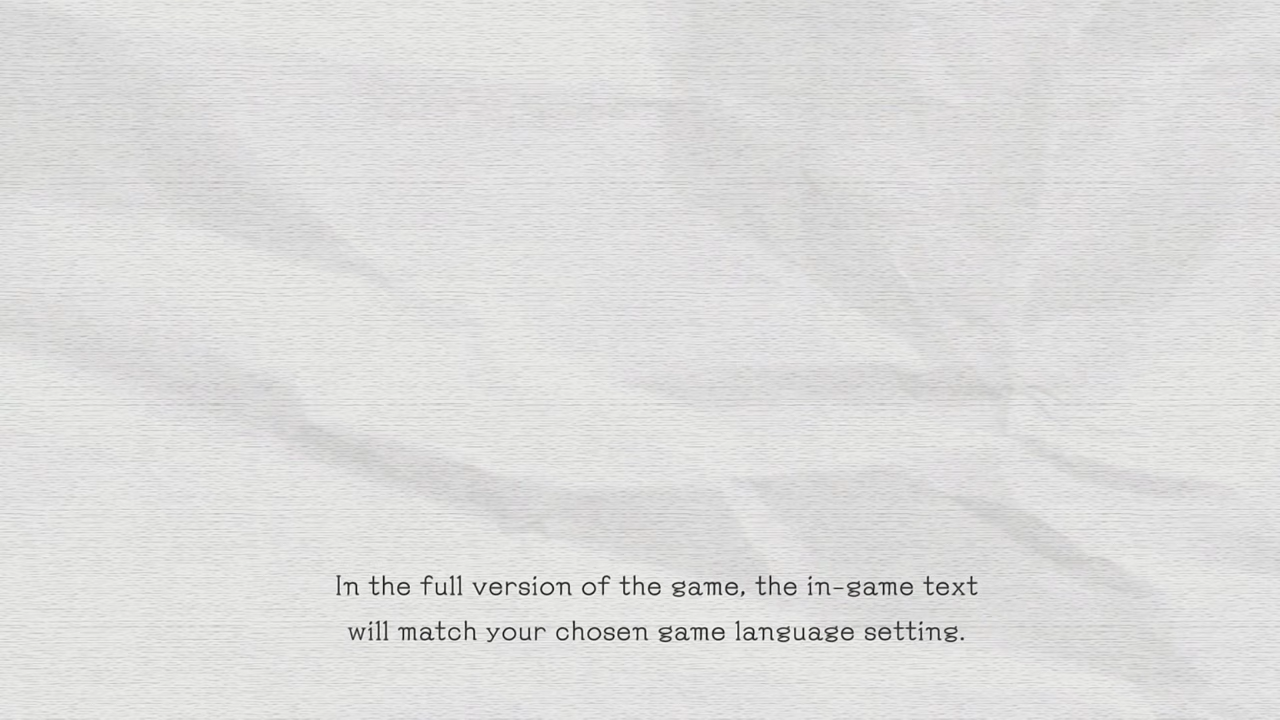 In the full version of the game, the in-game text
will match your chosen game language setting.